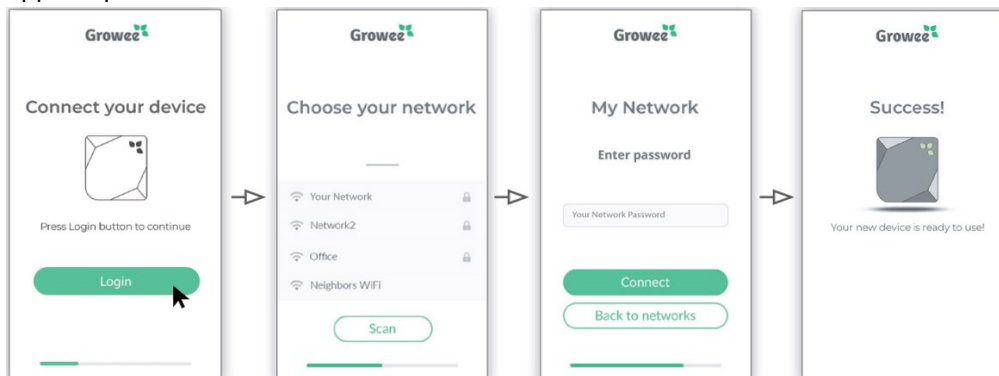 Growee
Connect your device
Press Login button to continue
Login
Growee
Choose your network
Your Network
Network2
Office
Neighbors WiFi
Scan
Growee
My Network
Enter password
Your Network Password
Connect
Back to networks
Growee
Success!
Your new device is ready to use!